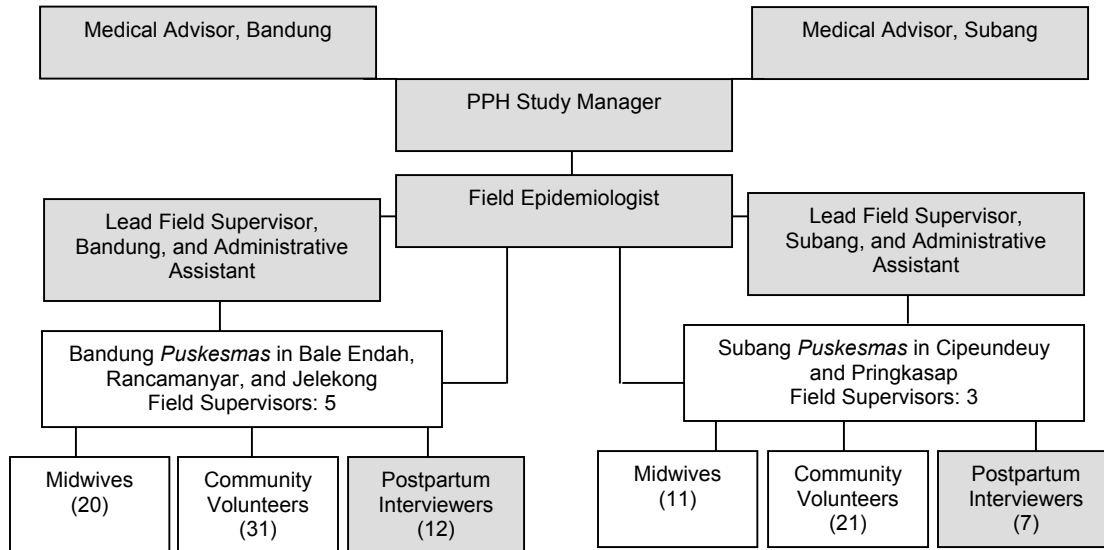 Medical Advisor, Bandung
Medical Advisor, Subang
PPH Study Manager
Field Epidemiologist
Lead Field Supervisor,
Bandung, and Administrative
Assistant
Lead Field Supervisor,
Subang, and Administrative
Assistant
Bandung Puskesmas in Bale Endah,
Rancamanyar, and Jelekong
Field Supervisors: 5
Subang Puskesmas in Cipeundeuy
and Pringkasap
Field Supervisors: 3
Midwives
(20)
Community
Volunteers
(31)
Postpartum
Interviewers
(12)
Midwives
(11)
Community
Volunteers
(21)
Postpartum
Interviewers
(7)